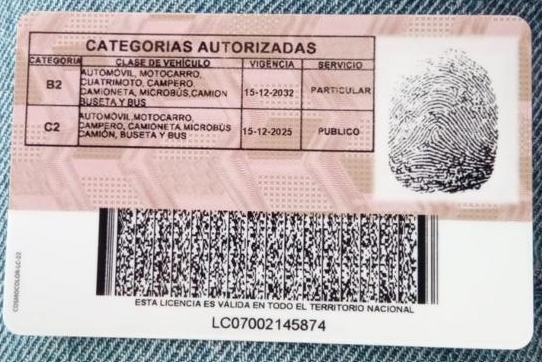 CATEGORIAS AUTORIZADAS
CATEGORIA CLASE DE VEHÍCULO VIGENCIA SERVICIO
B2 AUTOMÓVIL, MOTOCARRO, CUATRIMOTO, CAMPERO, CAMIONETA, MICROBÚS,CAMION BUSETA Y BUS 15-12-2032 PARTICULAR
C2 AUTOMÓVIL,MOTOCARRO, CAMPERO, CAMIONETA,MICROBÚS CAMIÓN, BUSETA Y BUS 15-12-2025 PUBLICO
ESTA LICENCIA ES VÁLIDA EN TODO EL TERRITORIO NACIONAL
LC07002145874